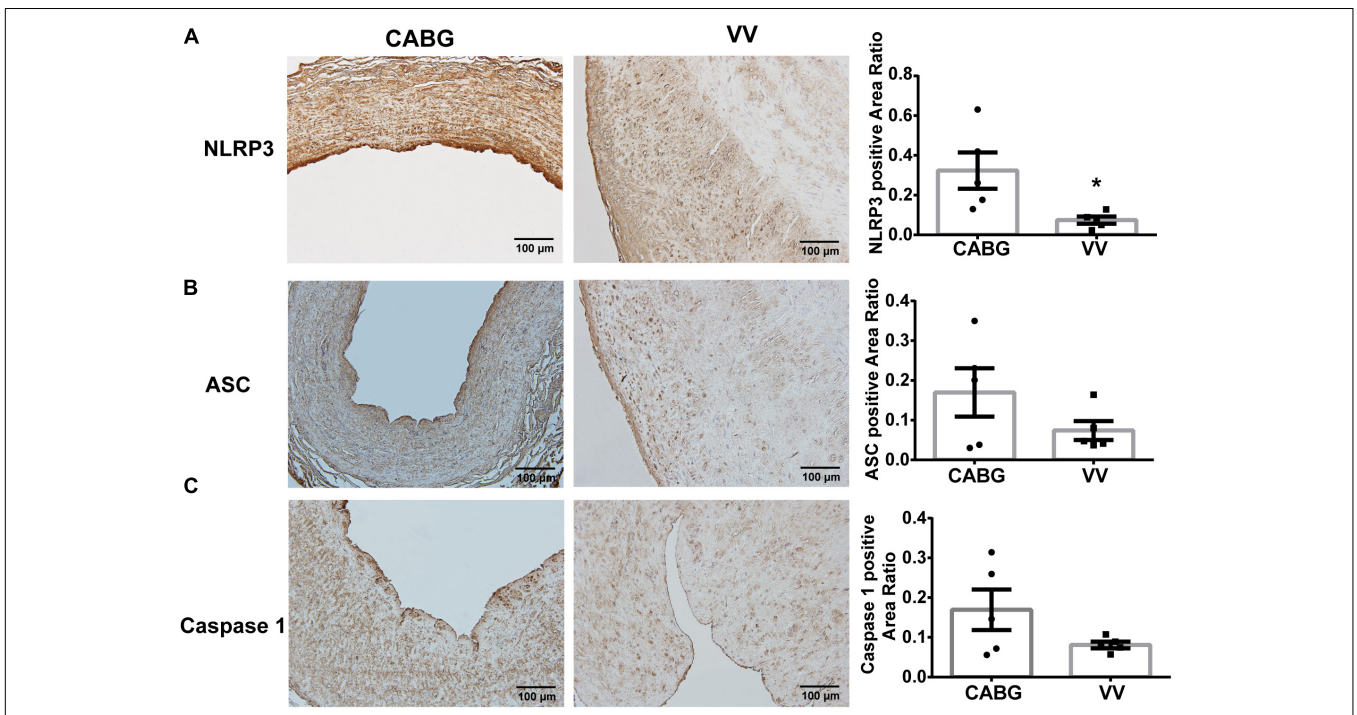 A
CABG
VV
NLRP3
100 µm
100 µm
NLRP3 positive Area Ratio
0.8
0.6
0.4
0.2
0.0
*
CABG
VV
B
ASC
100 µm
100 µm
ASC positive Area Ratio
0.4
0.3
0.2
0.1
0.0
CABG
VV
C
Caspase 1
100 µm
100 µm
Caspase 1 positive
Area Ratio
0.4
0.3
0.2
0.1
0.0
CABG
VV